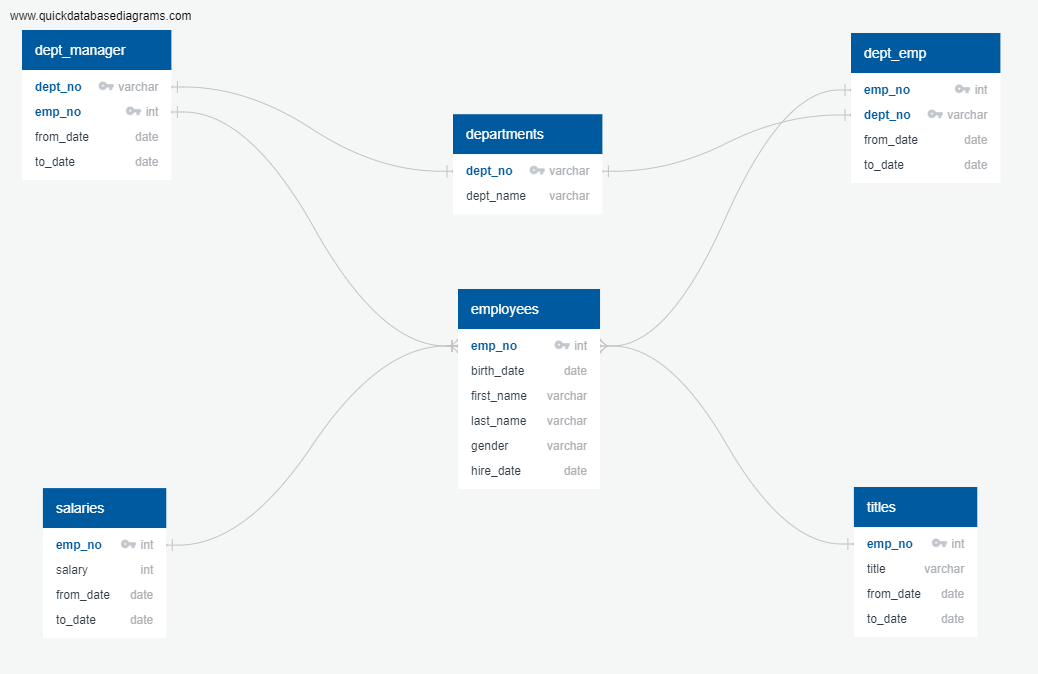 www.quickdatabasediagrams.com
dept_manager
dept_no varchar
emp_no int
from_date date
to_date date
departments
dept_no varchar
dept_name varchar
dept_emp
emp_no int
dept_no varchar
from_date date
to_date date
employees
emp_no int
birth_date date
first_name varchar
last_name varchar
gender varchar
hire_date date
salaries
emp_no int
salary int
from_date date
to_date date
titles
emp_no int
title varchar
from_date date
to_date date